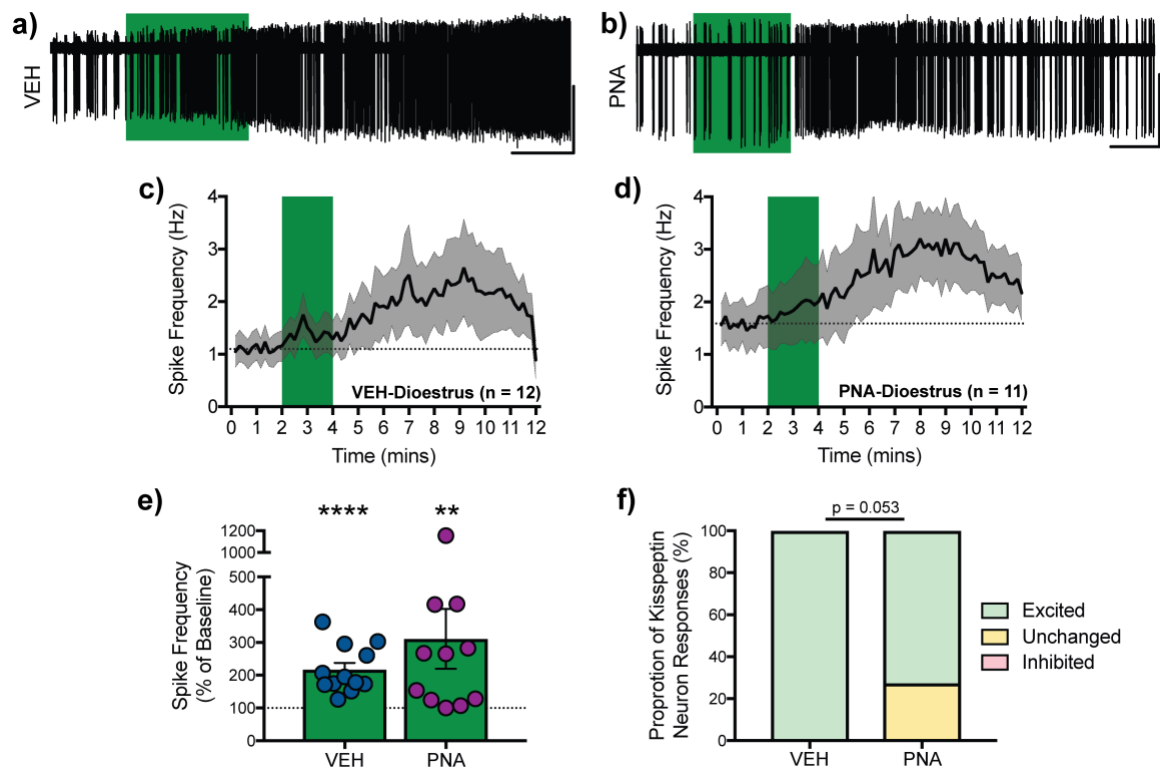 a)
VEH
b)
PNA
c)
Spike Frequency (Hz)
4
3
2
1
0
VEH-Dioestrus (n = 12)
0 1 2 3 4 5 6 7 8 9 10 11 12
Time (mins)
d)
Spike Frequency (Hz)
4
3
2
1
0
PNA-Dioestrus (n = 11)
0 1 2 3 4 5 6 7 8 9 10 11 12
Time (mins)
e)
**** **
Spike Frequency
(% of Baseline)
1200
1000
500
400
300
200
100
0
VEH PNA
f)
p = 0.053
Proprotion of Kisspeptin
Neuron Responses (%)
100
80
60
40
20
0
VEH PNA
Excited
Unchanged
Inhibited